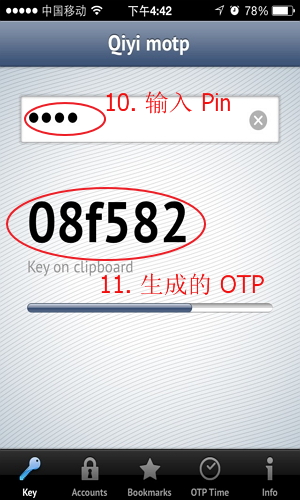 中国移动 下午4:42 78%
Qiyi motp
10. 输入 Pin
08f582
Key on clipboard
11. 生成的 OTP
Key Accounts Bookmarks OTP Time Info